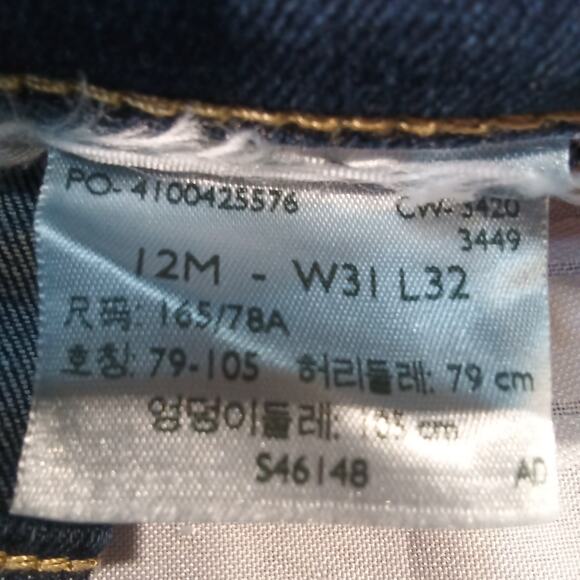 PO-4100425576 CW-3420
3449
12M - W31 L32
尺码: 165/78A
호칭: 79-105 허리둘레: 79 cm
엉덩이둘레: 105 cm
S46148 AD